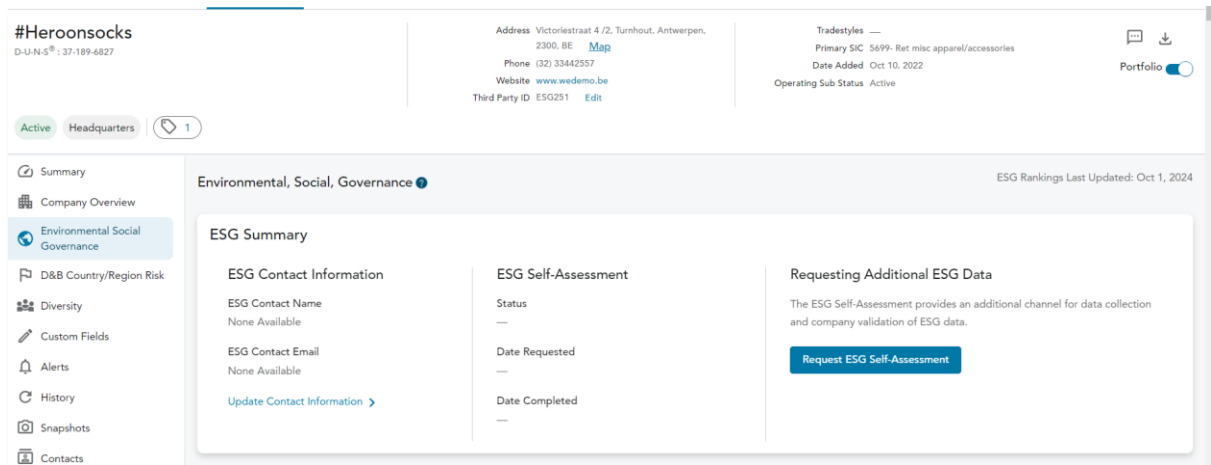 #Heroonsocks
D-U-N-S® : 37-189-6827
Address Victoriestraat 4 /2, Turnhout, Antwerpen,
2300, BE Map
Phone (32) 33442557
Website www.wedemo.be
Third Party ID ESG251 Edit
Tradestyles —
Primary SIC 5699- Ret misc apparel/accessories
Date Added Oct 10, 2022
Operating Sub Status Active
Portfolio
Active Headquarters 1
Summary
Company Overview
Environmental Social
Governance
D&B Country/Region Risk
Diversity
Custom Fields
Alerts
History
Snapshots
Contacts
Environmental, Social, Governance ?
ESG Rankings Last Updated: Oct 1, 2024
ESG Summary
ESG Contact Information
ESG Contact Name
None Available
ESG Contact Email
None Available
Update Contact Information
ESG Self-Assessment
Status
—
Date Requested
—
Date Completed
—
Requesting Additional ESG Data
The ESG Self-Assessment provides an additional channel for data collection
and company validation of ESG data.
Request ESG Self-Assessment